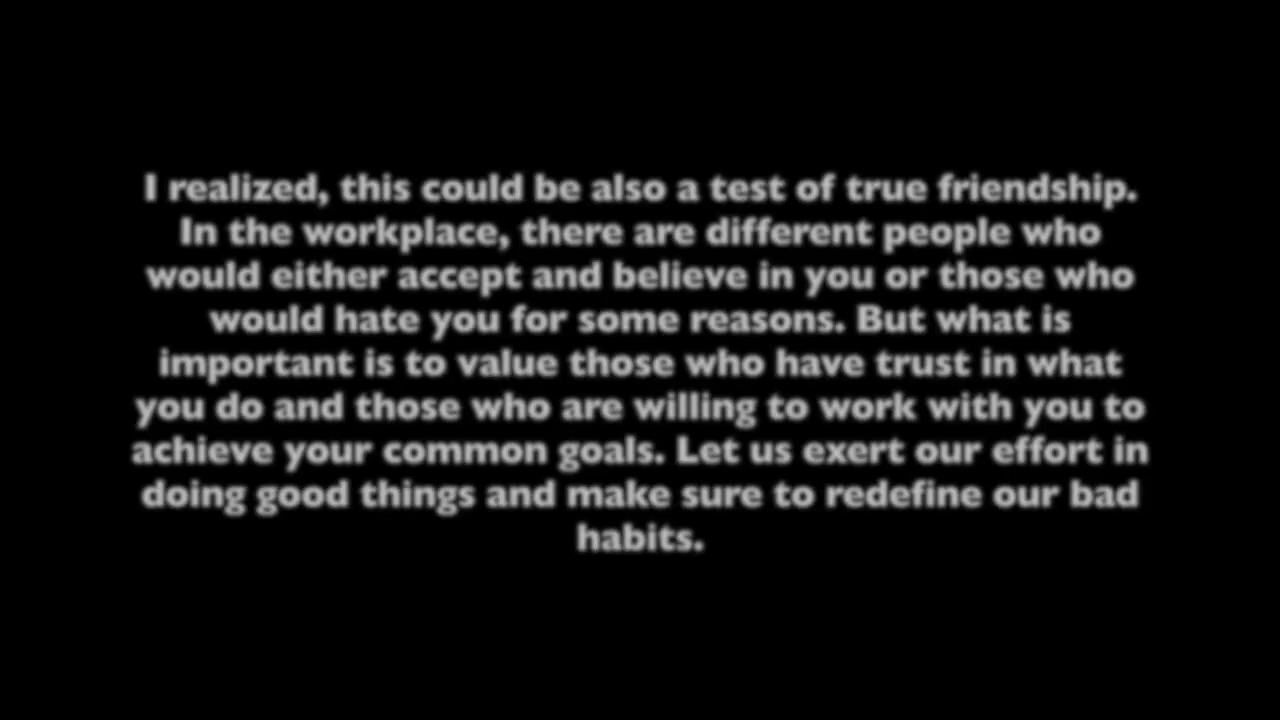 I realized, this could be also a test of true friendship.
In the workplace, there are different people who
would either accept and believe in you or those who
would hate you for some reasons. But what is
important is to value those who have trust in what
you do and those who are willing to work with you to
achieve your common goals. Let us exert our effort in
doing good things and make sure to redefine our bad
habits.